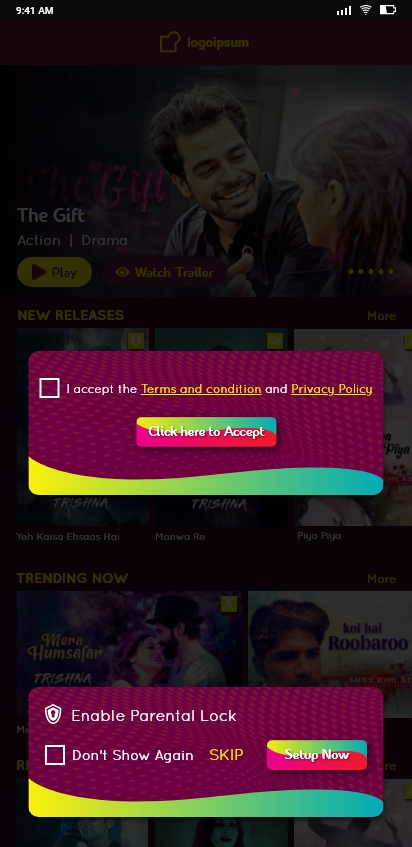 9:41 AM
logoipsum
The Gift
The Gift
Action | Drama
Play
Watch Trailer
NEW RELEASES
More
U
UA
I accept the Terms and condition and Privacy Policy
Click here to Accept
TRISHNA
TRISHNA
Piya
Yeh Kaisa Ehsaas Hai
Manwa Re
Piya Piya
TRENDING NOW
More
A
Mera
Humsafar
TRISHNA
koi hai
Roobaroo
Enable Parental Lock
Don't Show Again
SKIP
Setup Now